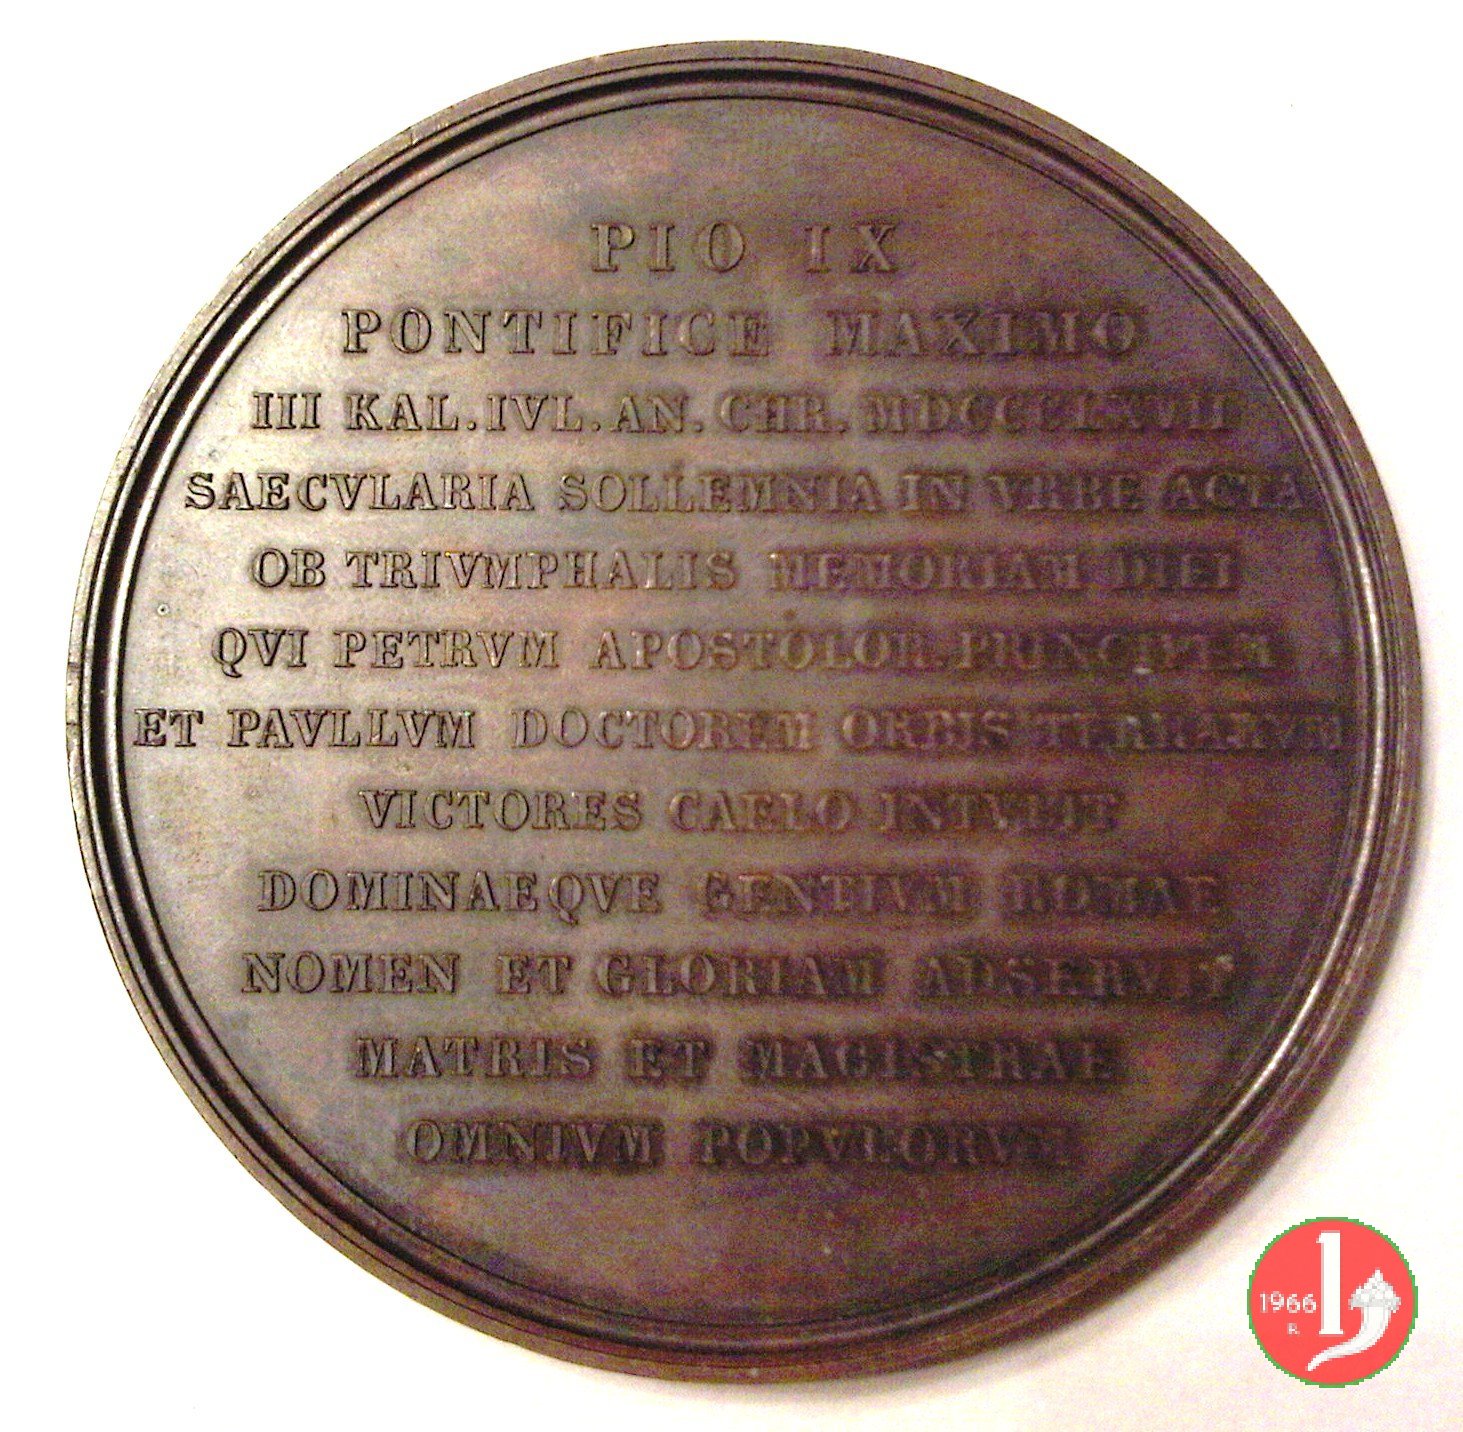 PIO IX
PONTIFICE MAXIMO
III KAL. IVL. AN. CHR. MDCCCLXVII
SAECVLARIA SOLLEMNIA IN VRBE ACTA
OB TRIVMPHALIS MEMORIAM DIEI
QVI PETRVM APOSTOLOR. PRINCIPEM
ET PAVLLVM DOCTOREM ORBIS TERRARVM
VICTORES CAELO INTVLIT
DOMINAEQVE GENTIVM ROMAE
NOMEN ET GLORIAM ADSERVIT
MATRIS ET MAGISTRAE
OMNIVM POPVLORVM
1966
R